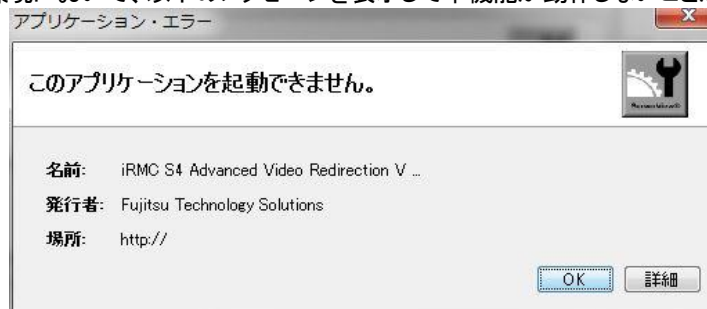 アプリケーション・エラー
このアプリケーションを起動できません。
名前: iRMC S4 Advanced Video Redirection V ...
発行者: Fujitsu Technology Solutions
場所: http://
OK 詳細